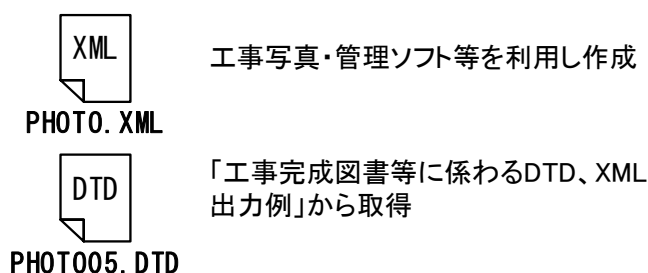 XML
工事写真・管理ソフト等を利用し作成
PHOTO.XML
DTD
「工事完成図書等に係わるDTD、XML
出力例」から取得
PHOTO05.DTD